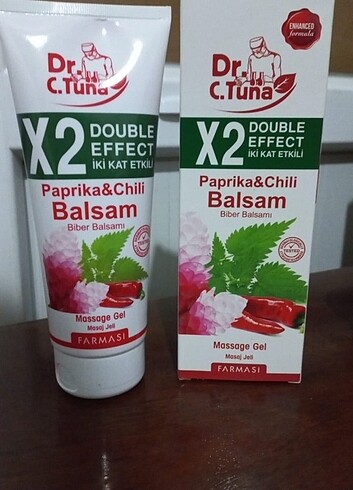 Dr.
C.Tuna
X2 DOUBLE
EFFECT
İKİ KAT ETKİLİ
Paprika&Chili
Balsam
Biber Balsamı
Massage Gel
Masaj Jeli
FARMASi
ENHANCED
formula
Dr.
C.Tuna
X2 DOUBLE
EFFECT
İKİ KAT ETKİLİ
Paprika&Chili
Balsam
Biber Balsamı
TESTED
Massage Gel
Masaj Jeli
FARMASi